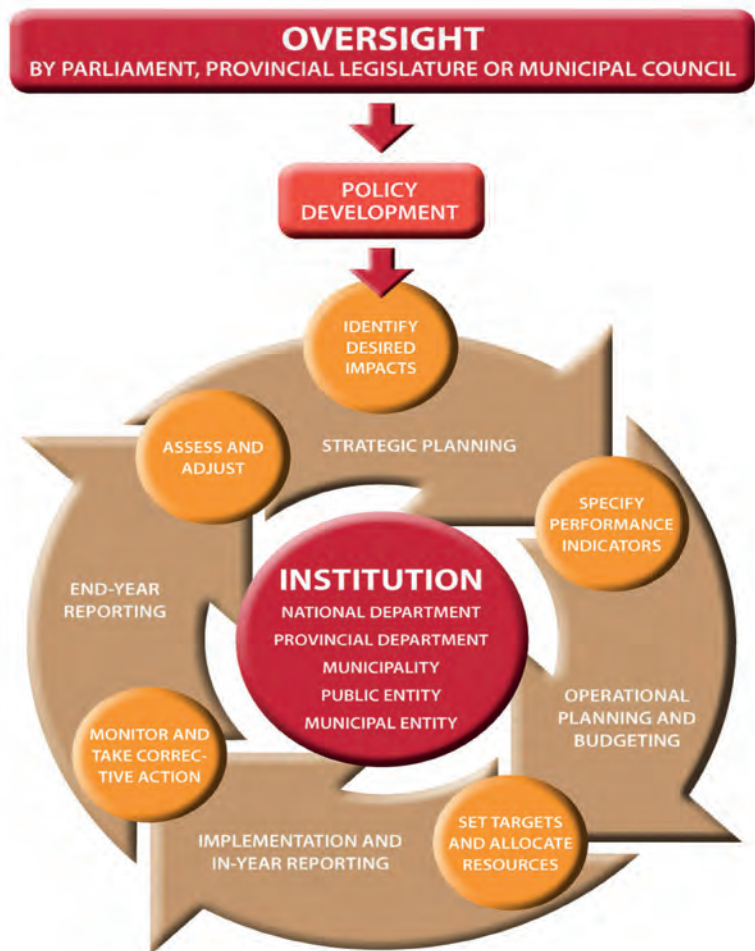 OVERSIGHT
BY PARLIAMENT, PROVINCIAL LEGISLATURE OR MUNICIPAL COUNCIL
POLICY
DEVELOPMENT
IDENTIFY
DESIRED
IMPACTS
STRATEGIC PLANNING
ASSESS AND
ADJUST
SPECIFY
PERFORMANCE
INDICATORS
INSTITUTION
NATIONAL DEPARTMENT
PROVINCIAL DEPARTMENT
MUNICIPALITY
PUBLIC ENTITY
MUNICIPAL ENTITY
END-YEAR
REPORTING
OPERATIONAL
PLANNING AND
BUDGETING
MONITOR AND
TAKE CORREC-
TIVE ACTION
SET TARGETS
AND ALLOCATE
RESOURCES
IMPLEMENTATION AND
IN-YEAR REPORTING